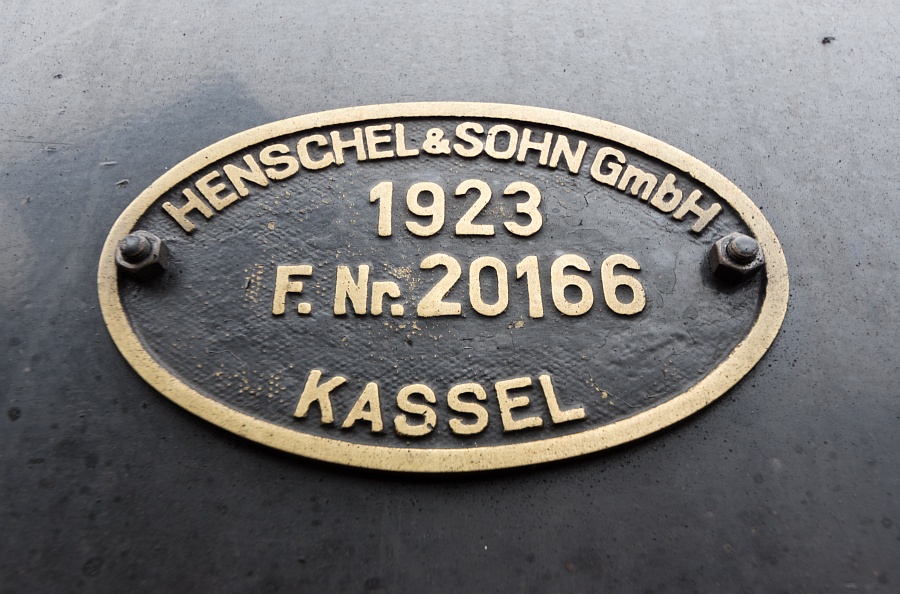 HENSCHEL & SOHN GmbH
1923
F. Nr. 20166
KASSEL